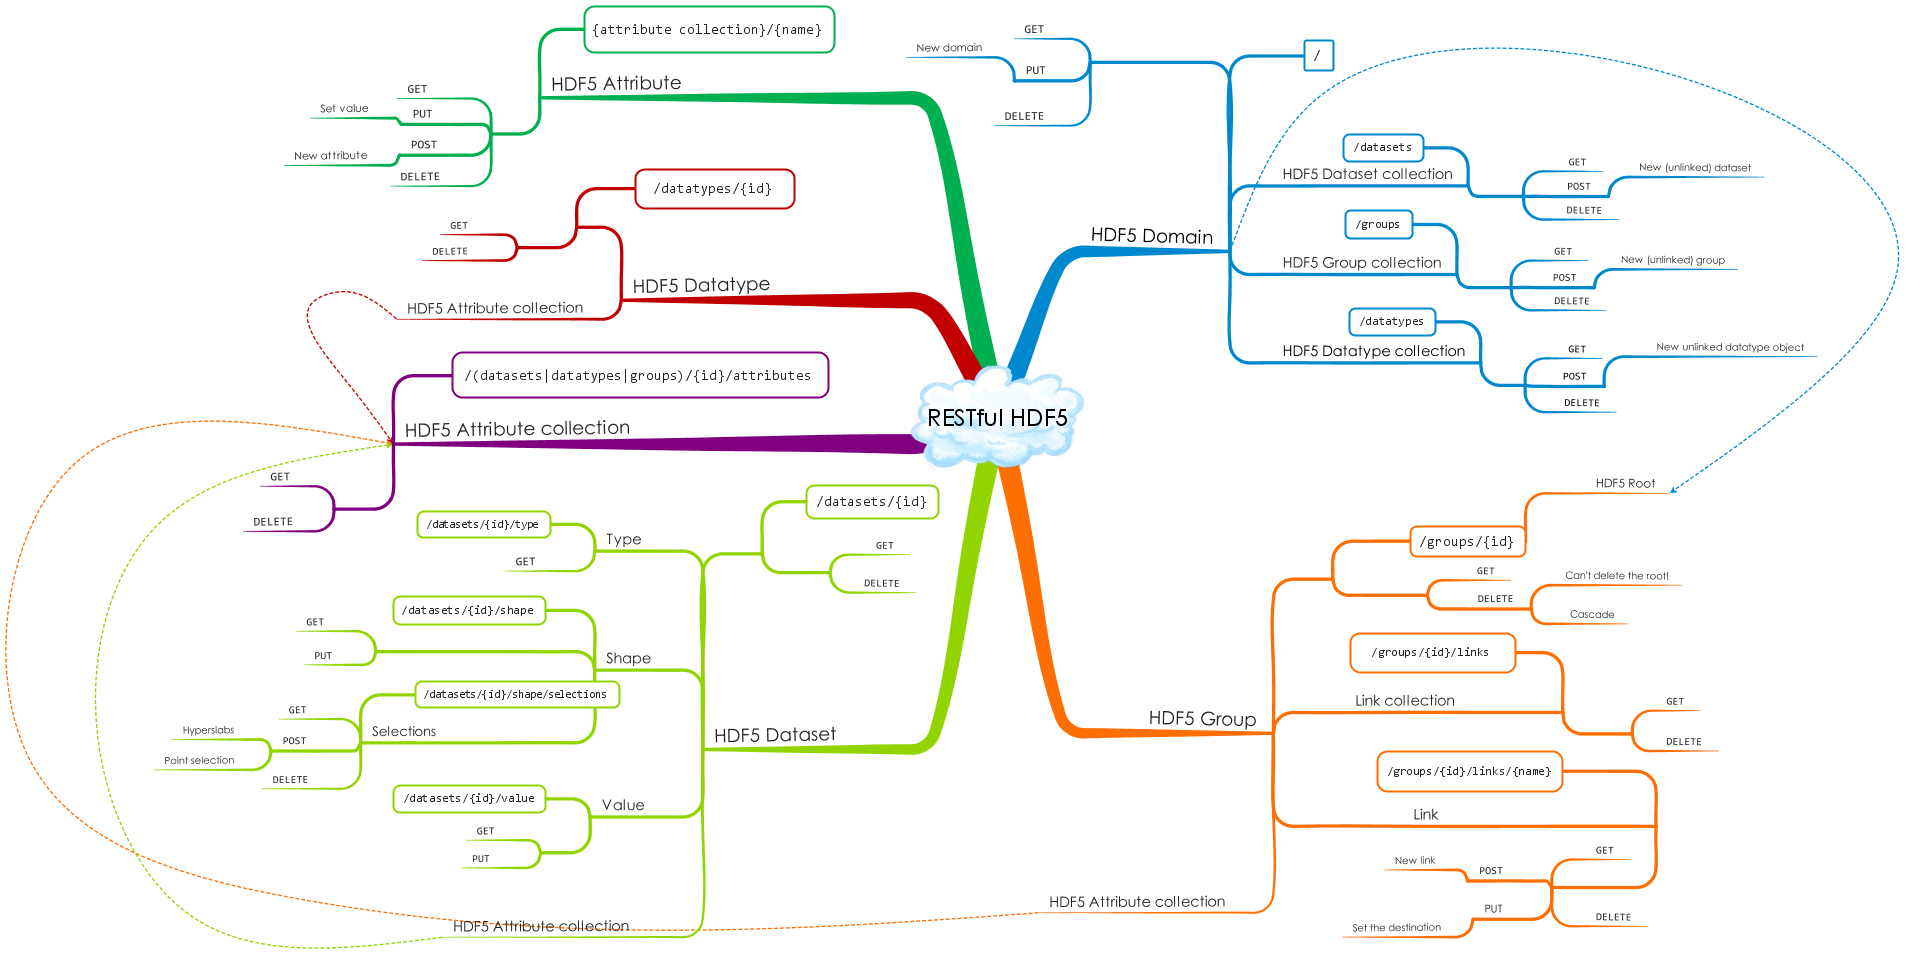 RESTful HDF5
HDF5 Attribute
{attribute collection}/{name}
GET
Set value
PUT
New attribute
POST
DELETE
HDF5 Datatype
/datatypes/{id}
GET
DELETE
HDF5 Attribute collection
HDF5 Attribute collection
/(datasets|datatypes|groups)/{id}/attributes
GET
DELETE
HDF5 Dataset
/datasets/{id}
GET
DELETE
Type
/datasets/{id}/type
GET
Shape
/datasets/{id}/shape
GET
PUT
Selections
/datasets/{id}/shape/selections
GET
POST
Hyperslabs
Point selection
DELETE
Value
/datasets/{id}/value
GET
PUT
HDF5 Attribute collection
HDF5 Domain
/
GET
New domain
PUT
DELETE
HDF5 Dataset collection
/datasets
GET
POST
New (unlinked) dataset
DELETE
HDF5 Group collection
/groups
GET
POST
New (unlinked) group
DELETE
HDF5 Datatype collection
/datatypes
GET
POST
New unlinked datatype object
DELETE
HDF5 Group
/groups/{id}
HDF5 Root
GET
DELETE
Can't delete the root!
Cascade
Link collection
/groups/{id}/links
GET
DELETE
Link
/groups/{id}/links/{name}
GET
New link
POST
PUT
Set the destination
DELETE
HDF5 Attribute collection